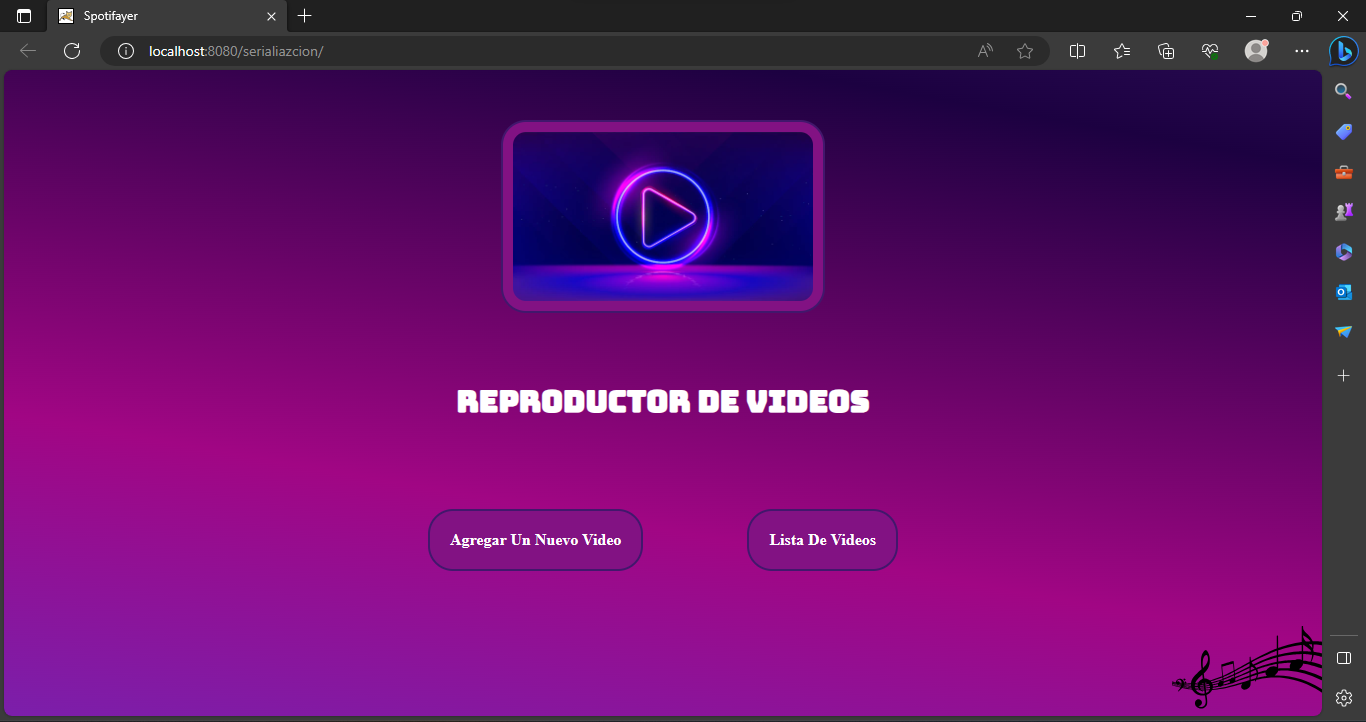 Spotifayer
localhost:8080/serialiazcion/
REPRODUCTOR DE VIDEOS
Agregar Un Nuevo Video
Lista De Videos